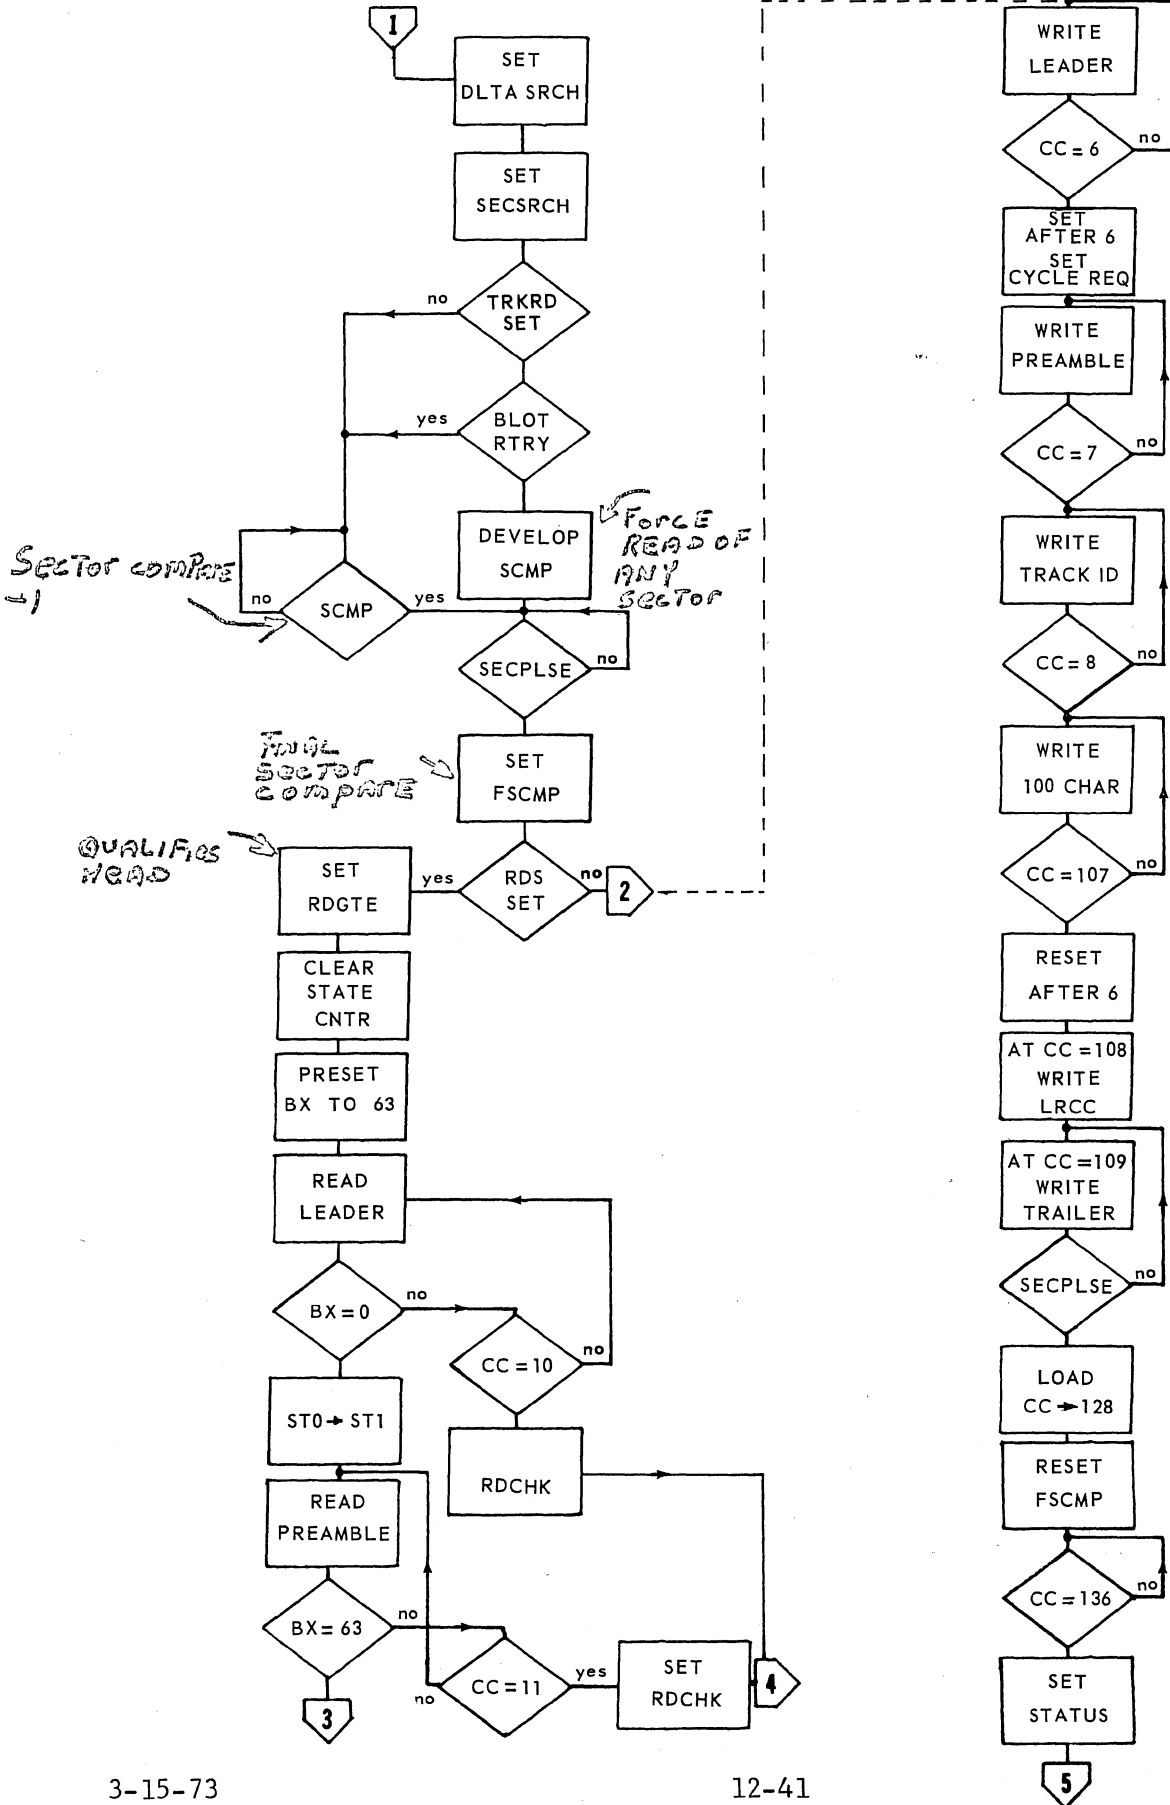 1
SET
DLTA SRCH
SET
SECSRCH
TRKRD
SET
no
BLOT
RTRY
yes
DEVELOP
SCMP
FORCE
READ OF
ANY
SECTOR
Sector compare
SCMP
no
yes
SECPLSE
no
FINAL
SECTOR
COMPARE
SET
FSCMP
QUALIFIES
SET
RDGTE
yes
RDS
SET
no
2
CLEAR
STATE
CNTR
PRESET
BX TO 63
READ
LEADER
BX=0
no
CC=10
no
ST0→ST1
RDCHK
READ
PREAMBLE
BX=63
no
CC=11
no
yes
SET
RDCHK
4
3
WRITE
LEADER
CC=6
no
SET
AFTER 6
SET
CYCLE REQ
WRITE
PREAMBLE
CC=7
no
WRITE
TRACK ID
CC=8
no
WRITE
100 CHAR
CC=107
no
RESET
AFTER 6
AT CC=108
WRITE
LRCC
AT CC=109
WRITE
TRAILER
SECPLSE
no
LOAD
CC→128
RESET
FSCMP
CC=136
no
SET
STATUS
5
3-15-73
12-41